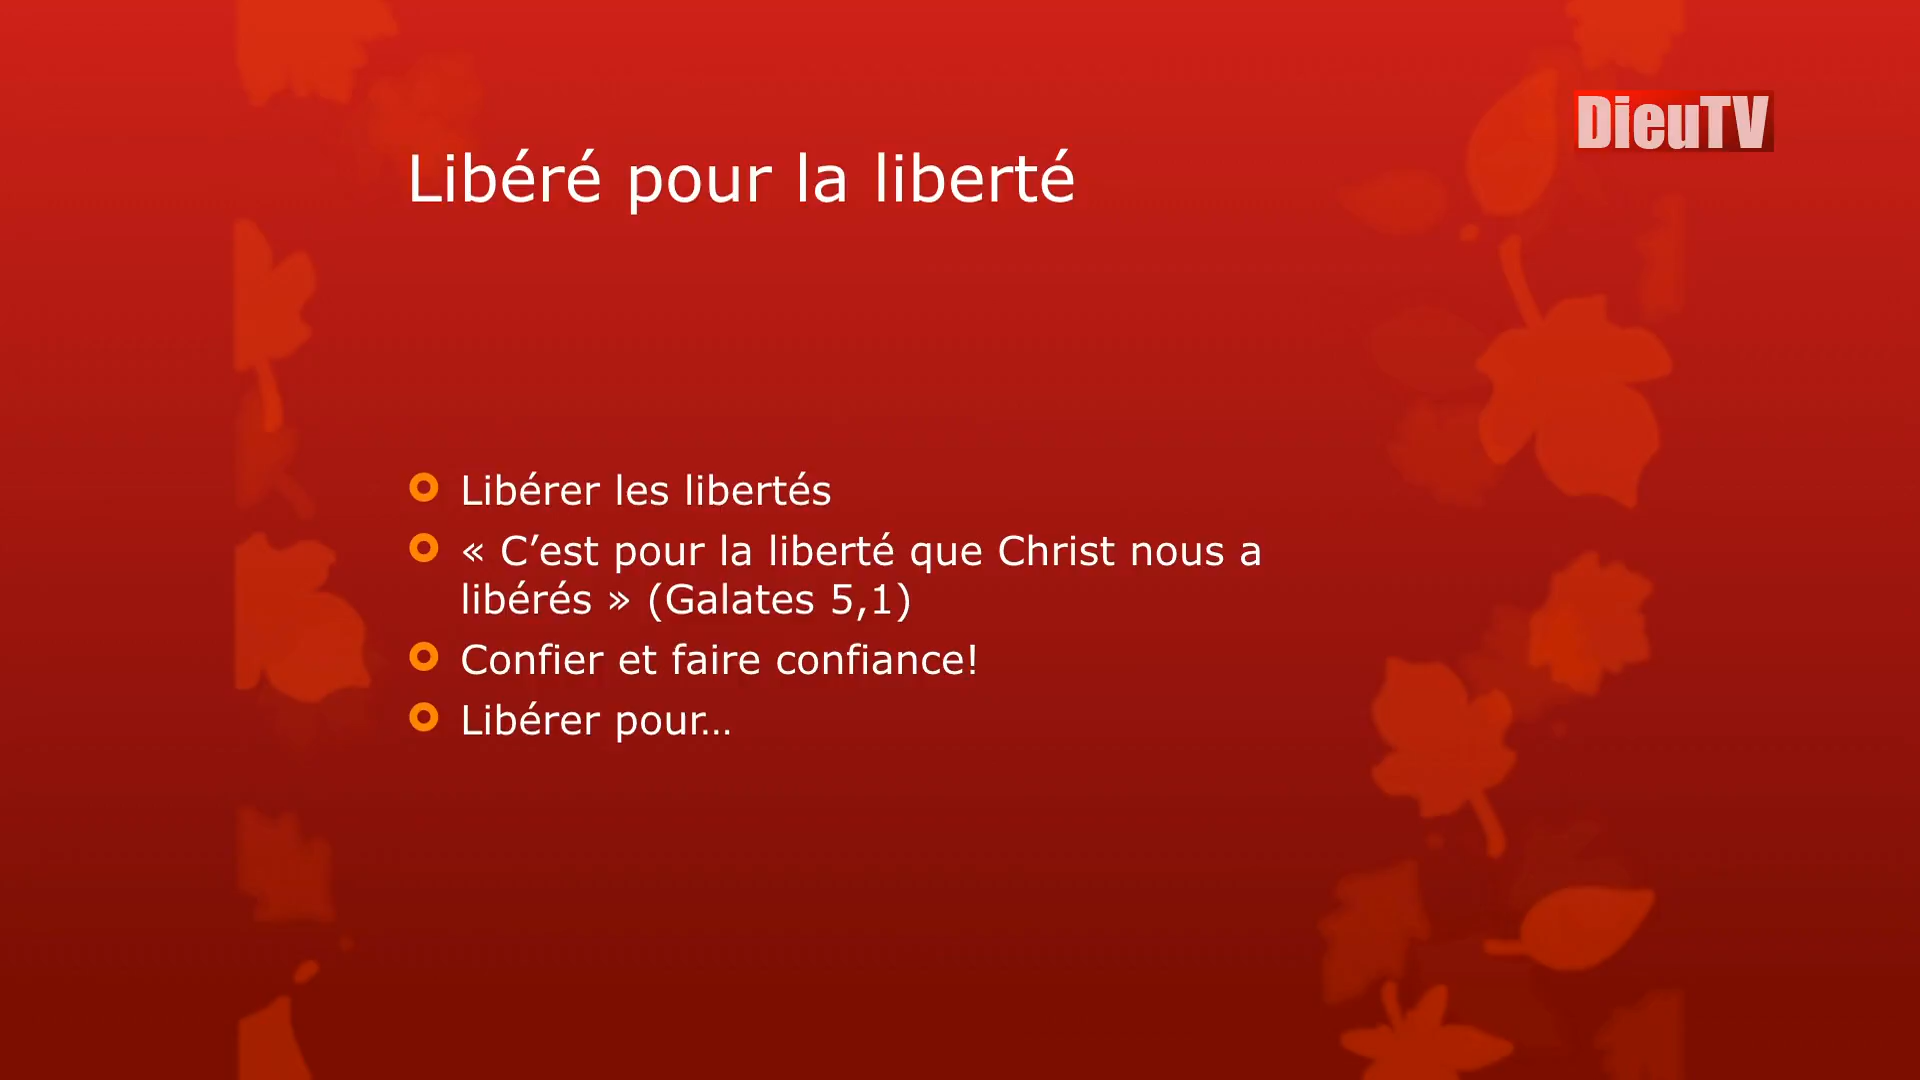 DieuTV
Libéré pour la liberté
Libérer les libertés
« C’est pour la liberté que Christ nous a
libérés » (Galates 5,1)
Confier et faire confiance!
Libérer pour…